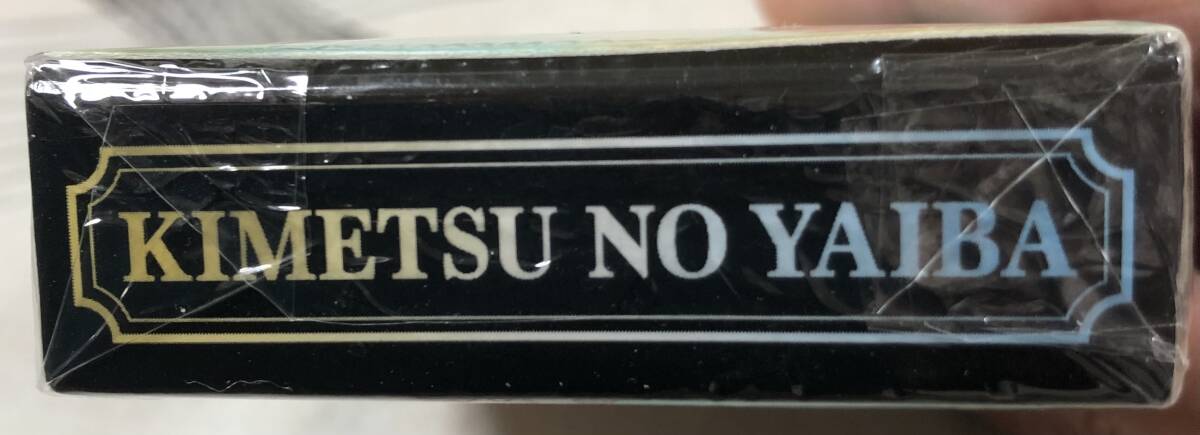 KIMETSU NO YAIBA